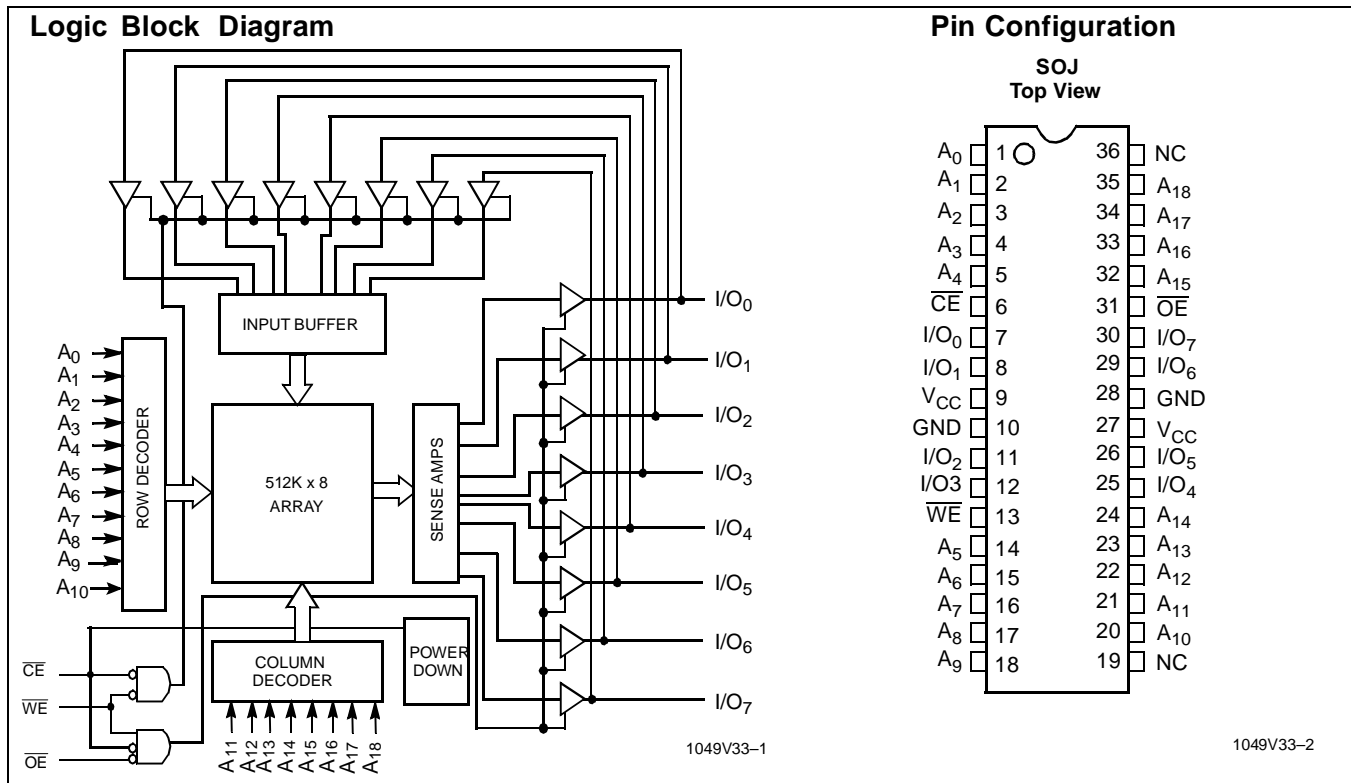 Logic Block Diagram
INPUT BUFFER
A0
A1
A2
A3
A4
A5
A6
A7
A8
A9
A10
ROW DECODER
512K x 8
ARRAY
SENSE AMPS
COLUMN
DECODER
POWER
DOWN
CE
WE
OE
A11
A12
A13
A14
A15
A16
A17
A18
I/O0
I/O1
I/O2
I/O3
I/O4
I/O5
I/O6
I/O7
1049V33–1
Pin Configuration
SOJ
Top View
A0 1 36 NC
A1 2 35 A18
A2 3 34 A17
A3 4 33 A16
A4 5 32 A15
CE 6 31 OE
I/O0 7 30 I/O7
I/O1 8 29 I/O6
VCC 9 28 GND
GND 10 27 VCC
I/O2 11 26 I/O5
I/O3 12 25 I/O4
WE 13 24 A14
A5 14 23 A13
A6 15 22 A12
A7 16 21 A11
A8 17 20 A10
A9 18 19 NC
1049V33–2